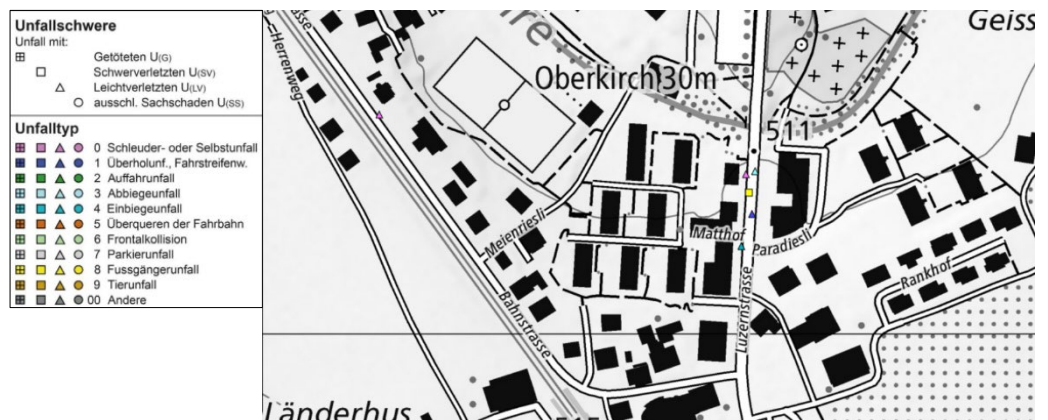 Unfallschwere
Unfall mit:
Getöteten U(G)
Schwerverletzten U(SV)
Leichtverletzten U(LV)
ausschl. Sachschaden U(SS)
Unfalltyp
0 Schleuder- oder Selbstunfall
1 Überholunf., Fahrstreifenw.
2 Auffahrunfall
3 Abbiegeunfall
4 Einbiegeunfall
5 Überqueren der Fahrbahn
6 Frontalkollision
7 Parkierunfall
8 Fussgängerunfall
9 Tierunfall
00 Andere
Herrenweg
Oberkirch 30m
Geiss
511
Meienriesli
Matthof
Paradiesli
Rankhof
Bahnstrasse
Luzernstrasse
Länderhus